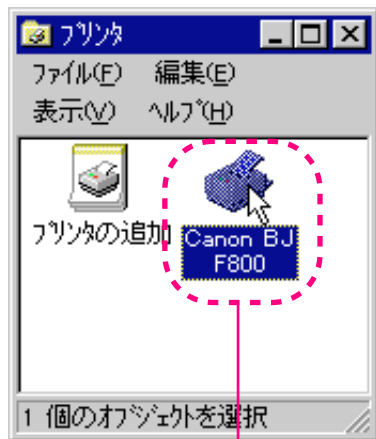 プリンタ
ファイル(F) 編集(E)
表示(V) ヘルプ(H)
プリンタの追加
Canon BJ
F800
1 個のオブジェクトを選択